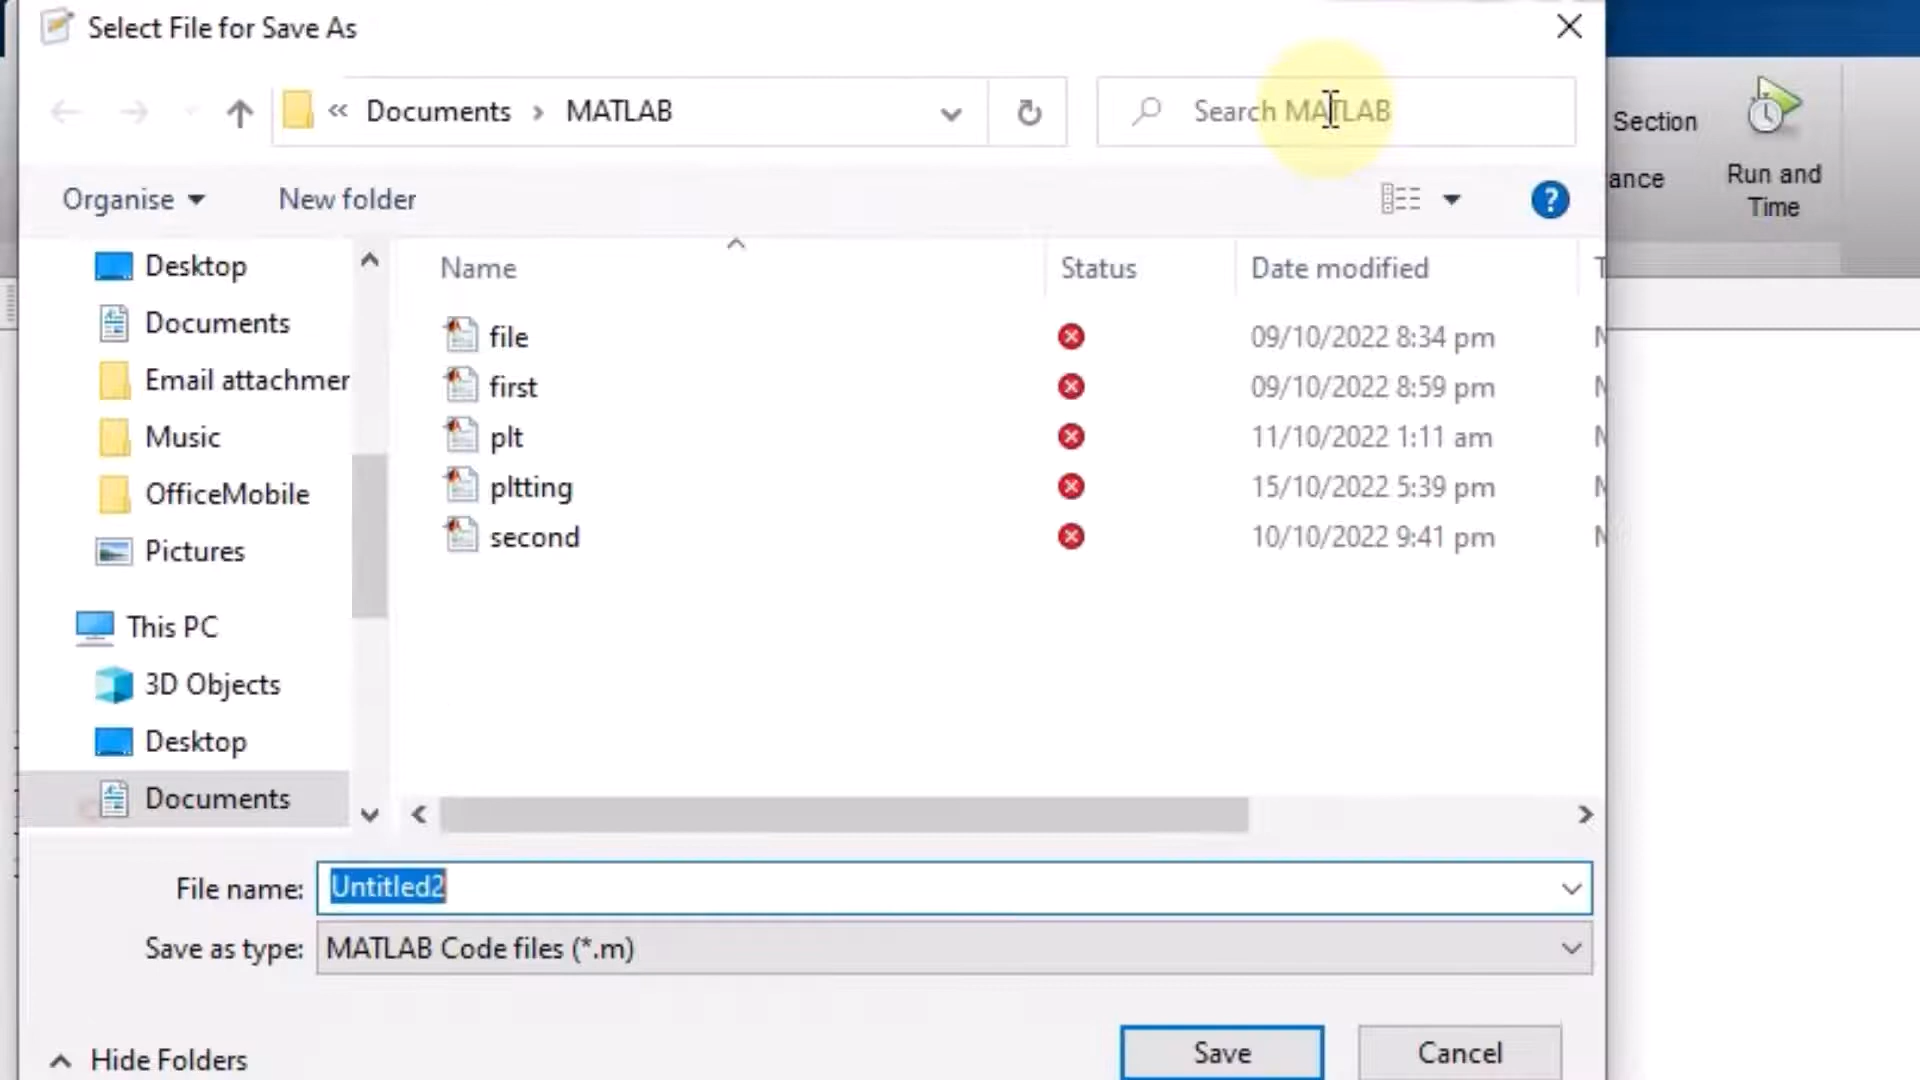 Select File for Save As
« Documents › MATLAB
Search MATLAB
Section
Run and
Time
ance
Organise
New folder
?
Desktop
Documents
Email attachmer
Music
OfficeMobile
Pictures
This PC
3D Objects
Desktop
Documents
Name Status Date modified T
file 09/10/2022 8:34 pm
first 09/10/2022 8:59 pm
plt 11/10/2022 1:11 am
pltting 15/10/2022 5:39 pm
second 10/10/2022 9:41 pm
File name: Untitled2
Save as type: MATLAB Code files (*.m)
Hide Folders
Save
Cancel